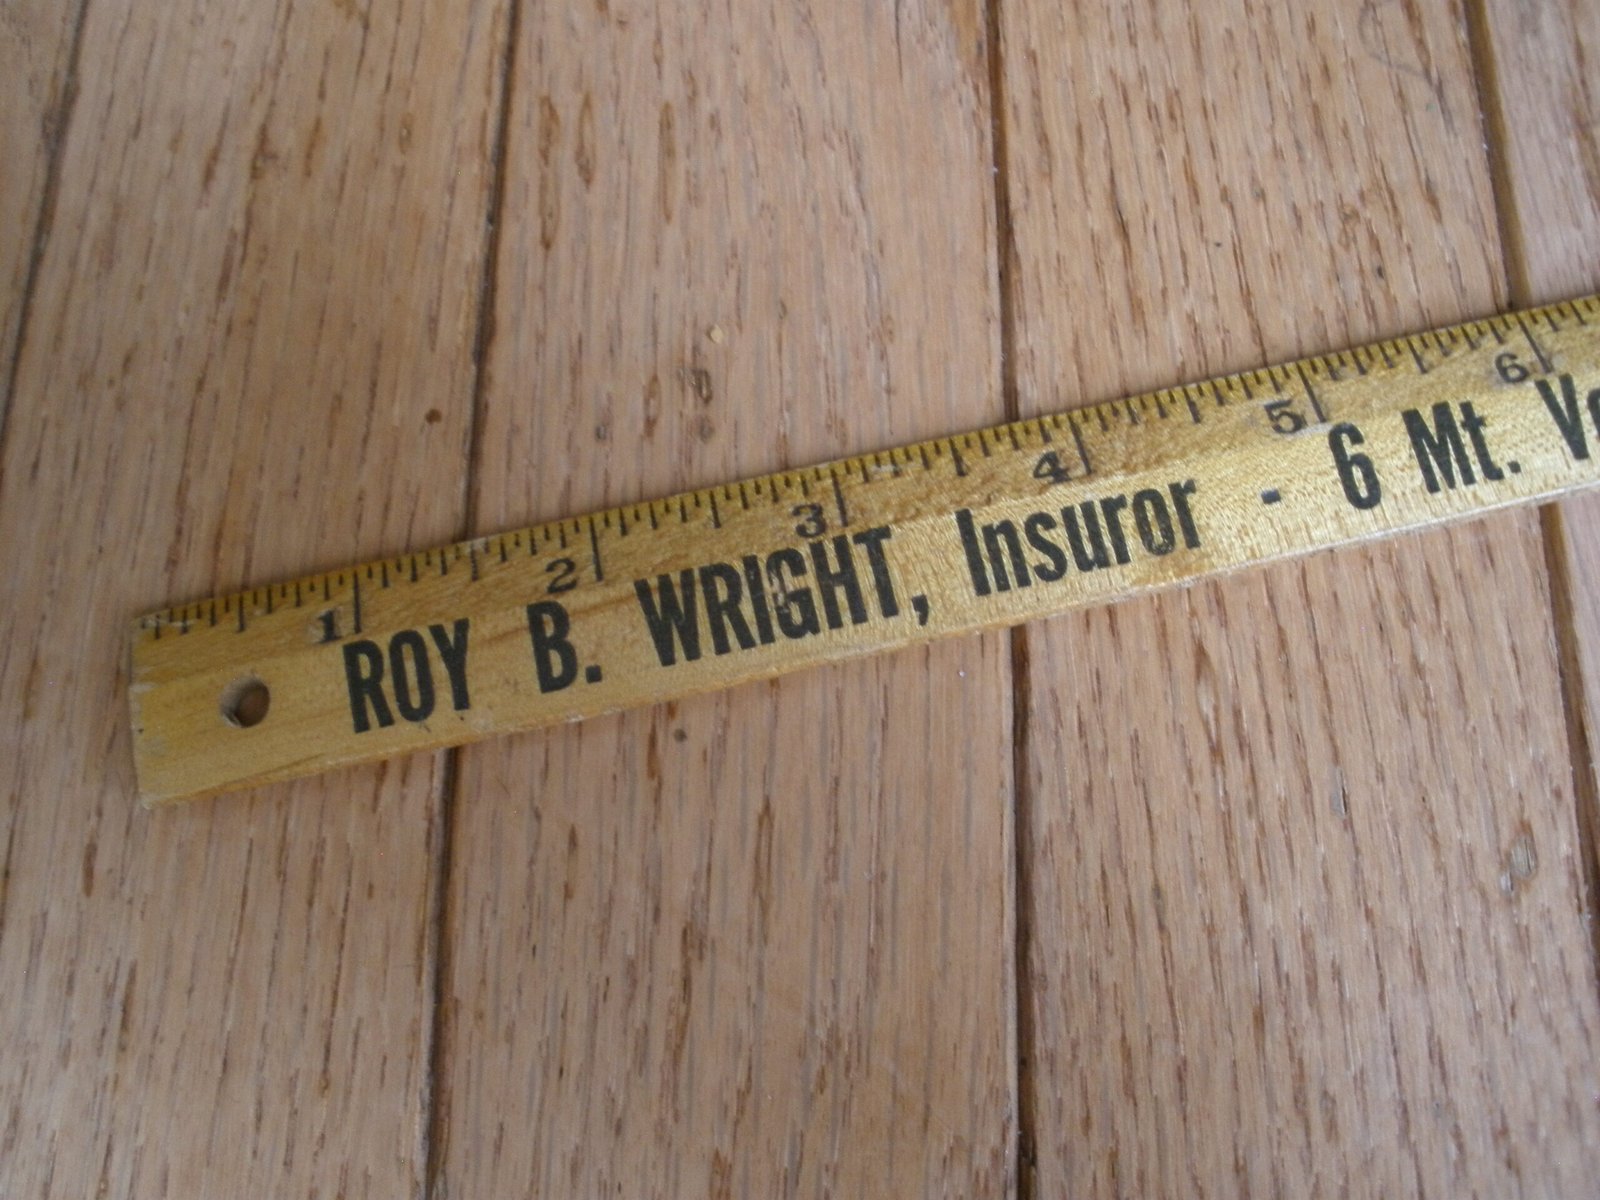 1 2 3 4 5 6
ROY B. WRIGHT, Insuror - 6 Mt.